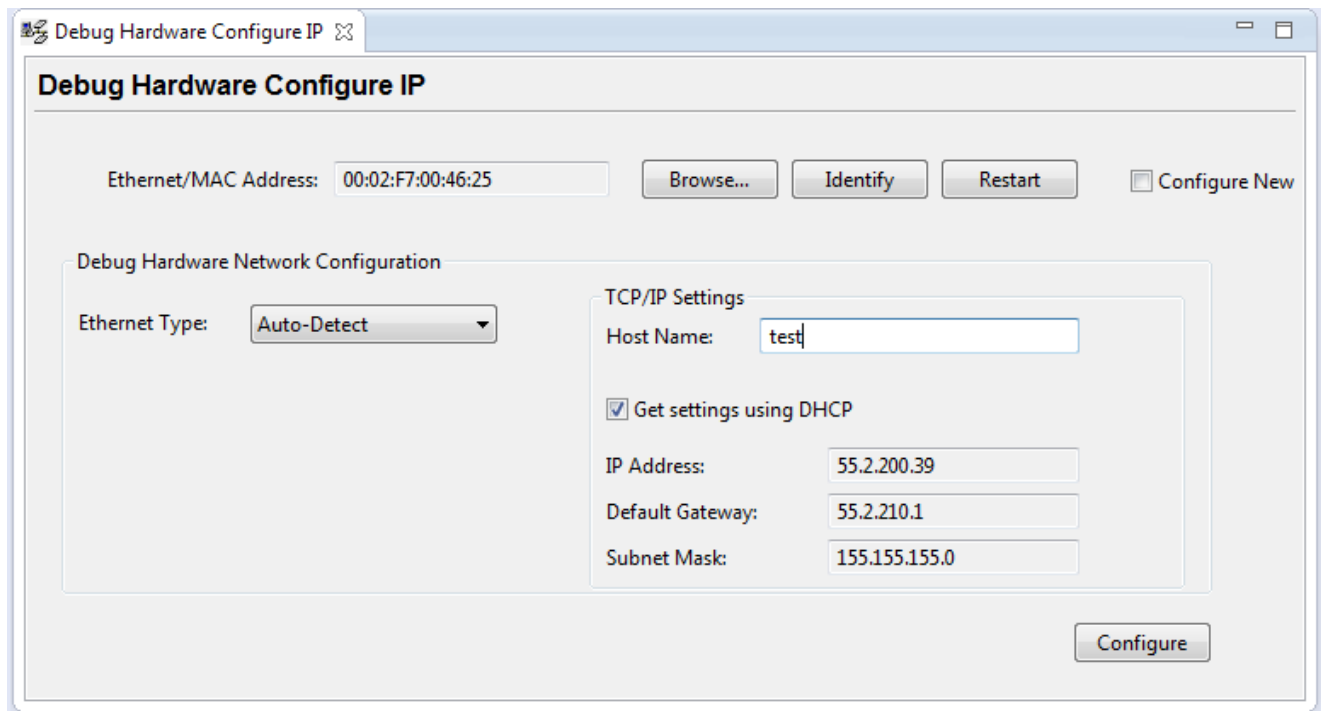 Debug Hardware Configure IP
Debug Hardware Configure IP
Ethernet/MAC Address: 00:02:F7:00:46:25 Browse... Identify Restart Configure New
Debug Hardware Network Configuration
Ethernet Type: Auto-Detect
TCP/IP Settings
Host Name: test
Get settings using DHCP
IP Address: 55.2.200.39
Default Gateway: 55.2.210.1
Subnet Mask: 155.155.155.0
Configure